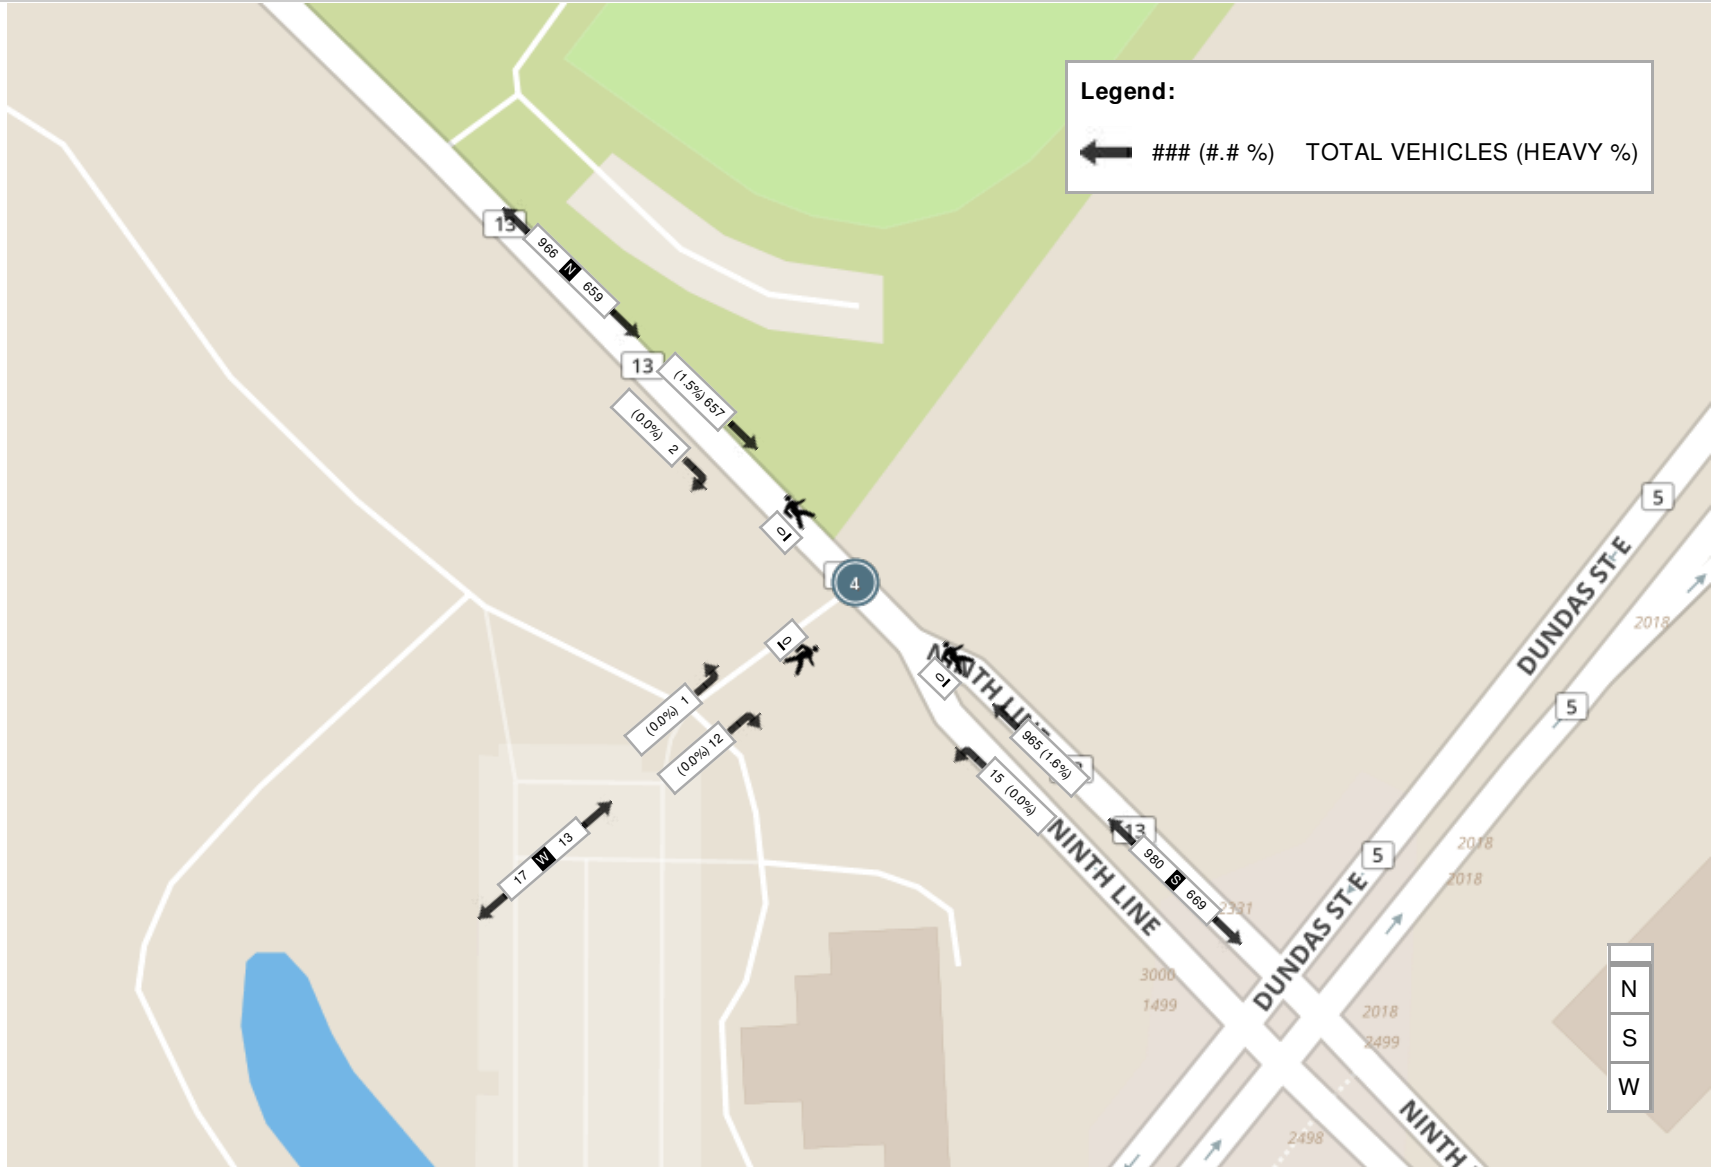 Legend:
### (#.# %) TOTAL VEHICLES (HEAVY %)
13
966 N 659
13
(1.5%) 657
(0.0%) 2
0
4
0
0
(0.0%) 1
(0.0%) 12
17 W 13
NINTH LINE
965 (1.6%)
15 (0.0%)
13
980 S 669
NINTH LINE
DUNDAS ST E
5
5
5
DUNDAS ST E
2018
2018
2018
2331
3000
1499
2018
2499
2498
NINTH
N
S
W